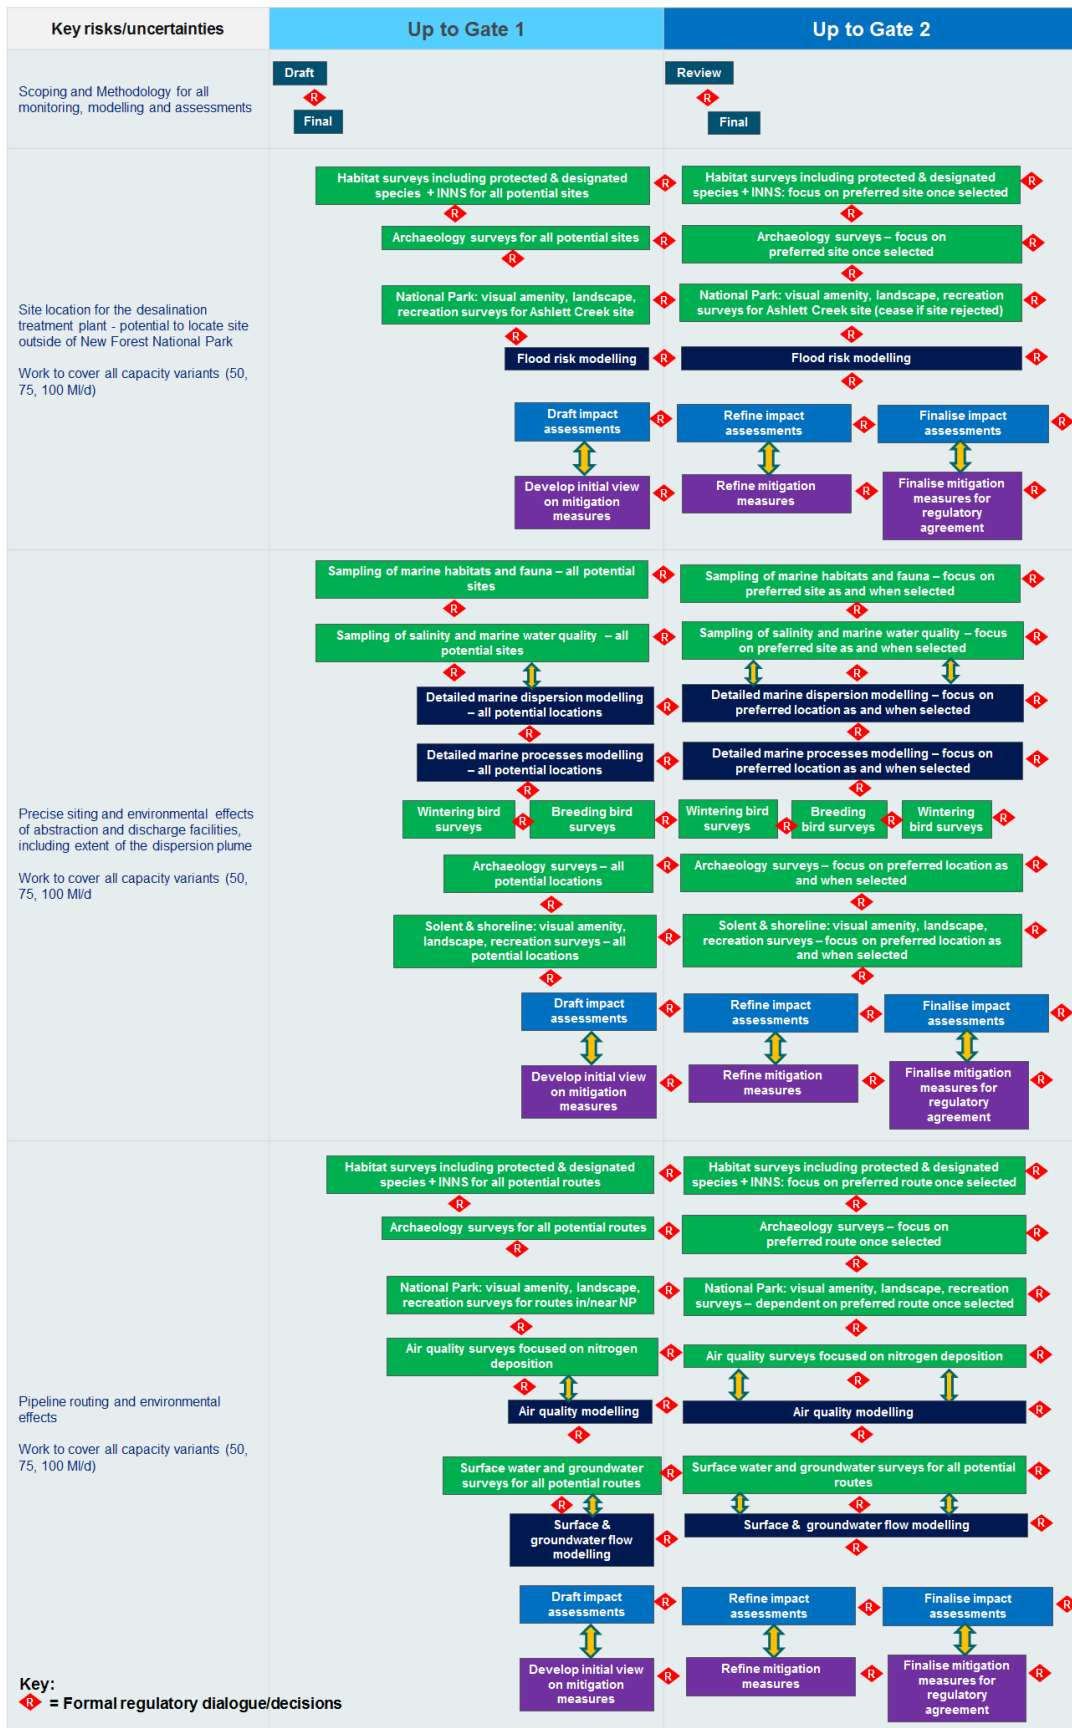 Key risks/uncertainties
Up to Gate 1
Up to Gate 2
Scoping and Methodology for all
monitoring, modelling and assessments
Draft
R
Final
Review
R
Final
Site location for the desalination
treatment plant - potential to locate site
outside of New Forest National Park
Work to cover all capacity variants (50,
75, 100 Ml/d)
Habitat surveys including protected & designated
species + INNS for all potential sites
R
R
Archaeology surveys for all potential sites
R
R
National Park: visual amenity, landscape,
recreation surveys for Ashlett Creek site
R
R
Flood risk modelling
R
Draft impact
assessments
R
Develop initial view
on mitigation
measures
R
Habitat surveys including protected & designated
species + INNS: focus on preferred site once selected
R
R
Archaeology surveys – focus on
preferred site once selected
R
R
National Park: visual amenity, landscape, recreation
surveys for Ashlett Creek site (cease if site rejected)
R
R
Flood risk modelling
R
R
Refine impact
assessments
R
Finalise impact
assessments
R
Refine mitigation
measures
R
Finalise mitigation
measures for
regulatory
agreement
R
Precise siting and environmental effects
of abstraction and discharge facilities,
including extent of the dispersion plume
Work to cover all capacity variants (50,
75, 100 Ml/d
Sampling of marine habitats and fauna – all potential
sites
R
R
Sampling of salinity and marine water quality – all
potential sites
R
R
Detailed marine dispersion modelling
– all potential locations
R
R
Detailed marine processes modelling
– all potential locations
R
R
Wintering bird
surveys
R
Breeding bird
surveys
R
Archaeology surveys – all
potential locations
R
R
Solent & shoreline: visual amenity,
landscape, recreation surveys – all
potential locations
R
R
Draft impact
assessments
R
Develop initial view
on mitigation
measures
R
Sampling of marine habitats and fauna – focus on
preferred site as and when selected
R
R
Sampling of salinity and marine water quality – focus
on preferred site as and when selected
R
R
Detailed marine dispersion modelling – focus on
preferred location as and when selected
R
R
Detailed marine processes modelling – focus on
preferred location as and when selected
R
R
Wintering bird
surveys
R
Breeding
bird surveys
R
Wintering
bird surveys
R
Archaeology surveys – focus on preferred location as
and when selected
R
R
Solent & shoreline: visual amenity, landscape,
recreation surveys – focus on preferred location as
and when selected
R
R
Refine impact
assessments
R
Finalise impact
assessments
R
Refine mitigation
measures
R
Finalise mitigation
measures for
regulatory
agreement
R
Pipeline routing and environmental
effects
Work to cover all capacity variants (50,
75, 100 Ml/d)
Habitat surveys including protected & designated
species + INNS for all potential routes
R
R
Archaeology surveys for all potential routes
R
R
National Park: visual amenity, landscape,
recreation surveys for routes in/near NP
R
R
Air quality surveys focused on nitrogen
deposition
R
R
Air quality modelling
R
R
Surface water and groundwater
surveys for all potential routes
R
R
Surface &
groundwater flow
modelling
R
Draft impact
assessments
R
Develop initial view
on mitigation
measures
R
Habitat surveys including protected & designated
species + INNS: focus on preferred route once selected
R
R
Archaeology surveys – focus on
preferred route once selected
R
R
National Park: visual amenity, landscape, recreation
surveys – dependent on preferred route once selected
R
R
Air quality surveys focused on nitrogen deposition
R
R
Air quality modelling
R
R
Surface water and groundwater surveys for all potential
routes
R
R
Surface & groundwater flow modelling
R
R
Refine impact
assessments
R
Finalise impact
assessments
R
Refine mitigation
measures
R
Finalise mitigation
measures for
regulatory
agreement
R
Key:
R = Formal regulatory dialogue/decisions